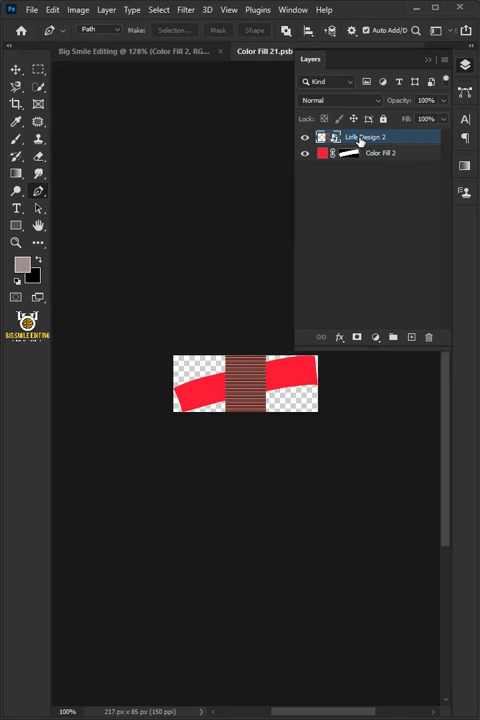 Ps File Edit Image Layer Type Select Filter 3D View Plugins Window Help
Path Make: Selection... Mask Shape Auto Add/D
Big Smile Editing @ 128% (Color Fill 2, RG... × Color Fill 21.psb
Layers
Kind
Normal Opacity: 100%
Lock: Fill: 100%
Design 2
Color Fill 2
fx
BIG SMILE EDITING
100% 217 px x 85 px (150 ppi)